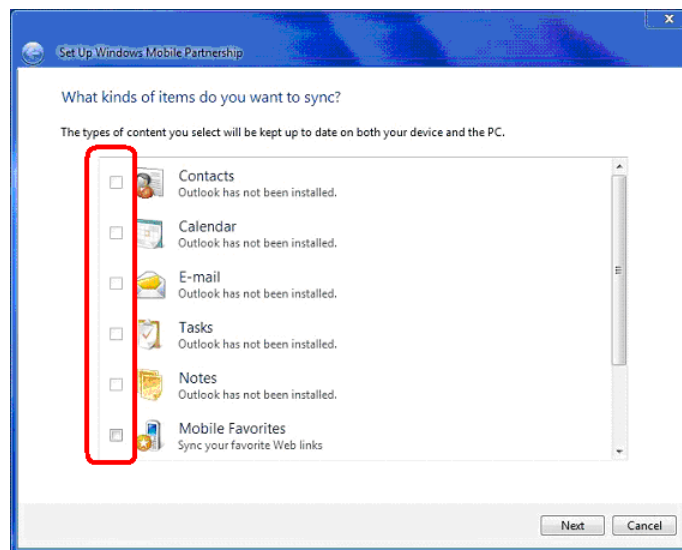 x
Set Up Windows Mobile Partnership
What kinds of items do you want to sync?
The types of content you select will be kept up to date on both your device and the PC.
Contacts
Outlook has not been installed.
Calendar
Outlook has not been installed.
E-mail
Outlook has not been installed.
Tasks
Outlook has not been installed.
Notes
Outlook has not been installed.
Mobile Favorites
Sync your favorite Web links
Next Cancel